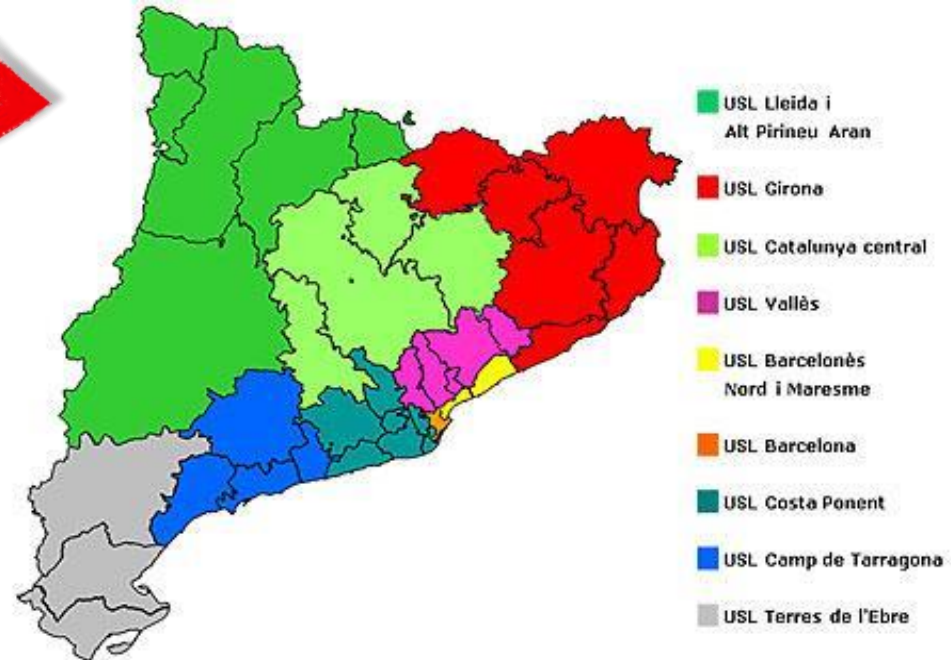 USL Lleida i
Alt Pirineu Aran
USL Girona
USL Catalunya central
USL Vallès
USL Barcelonès
Nord i Maresme
USL Barcelona
USL Costa Ponent
USL Camp de Tarragona
USL Terres de l'Ebre